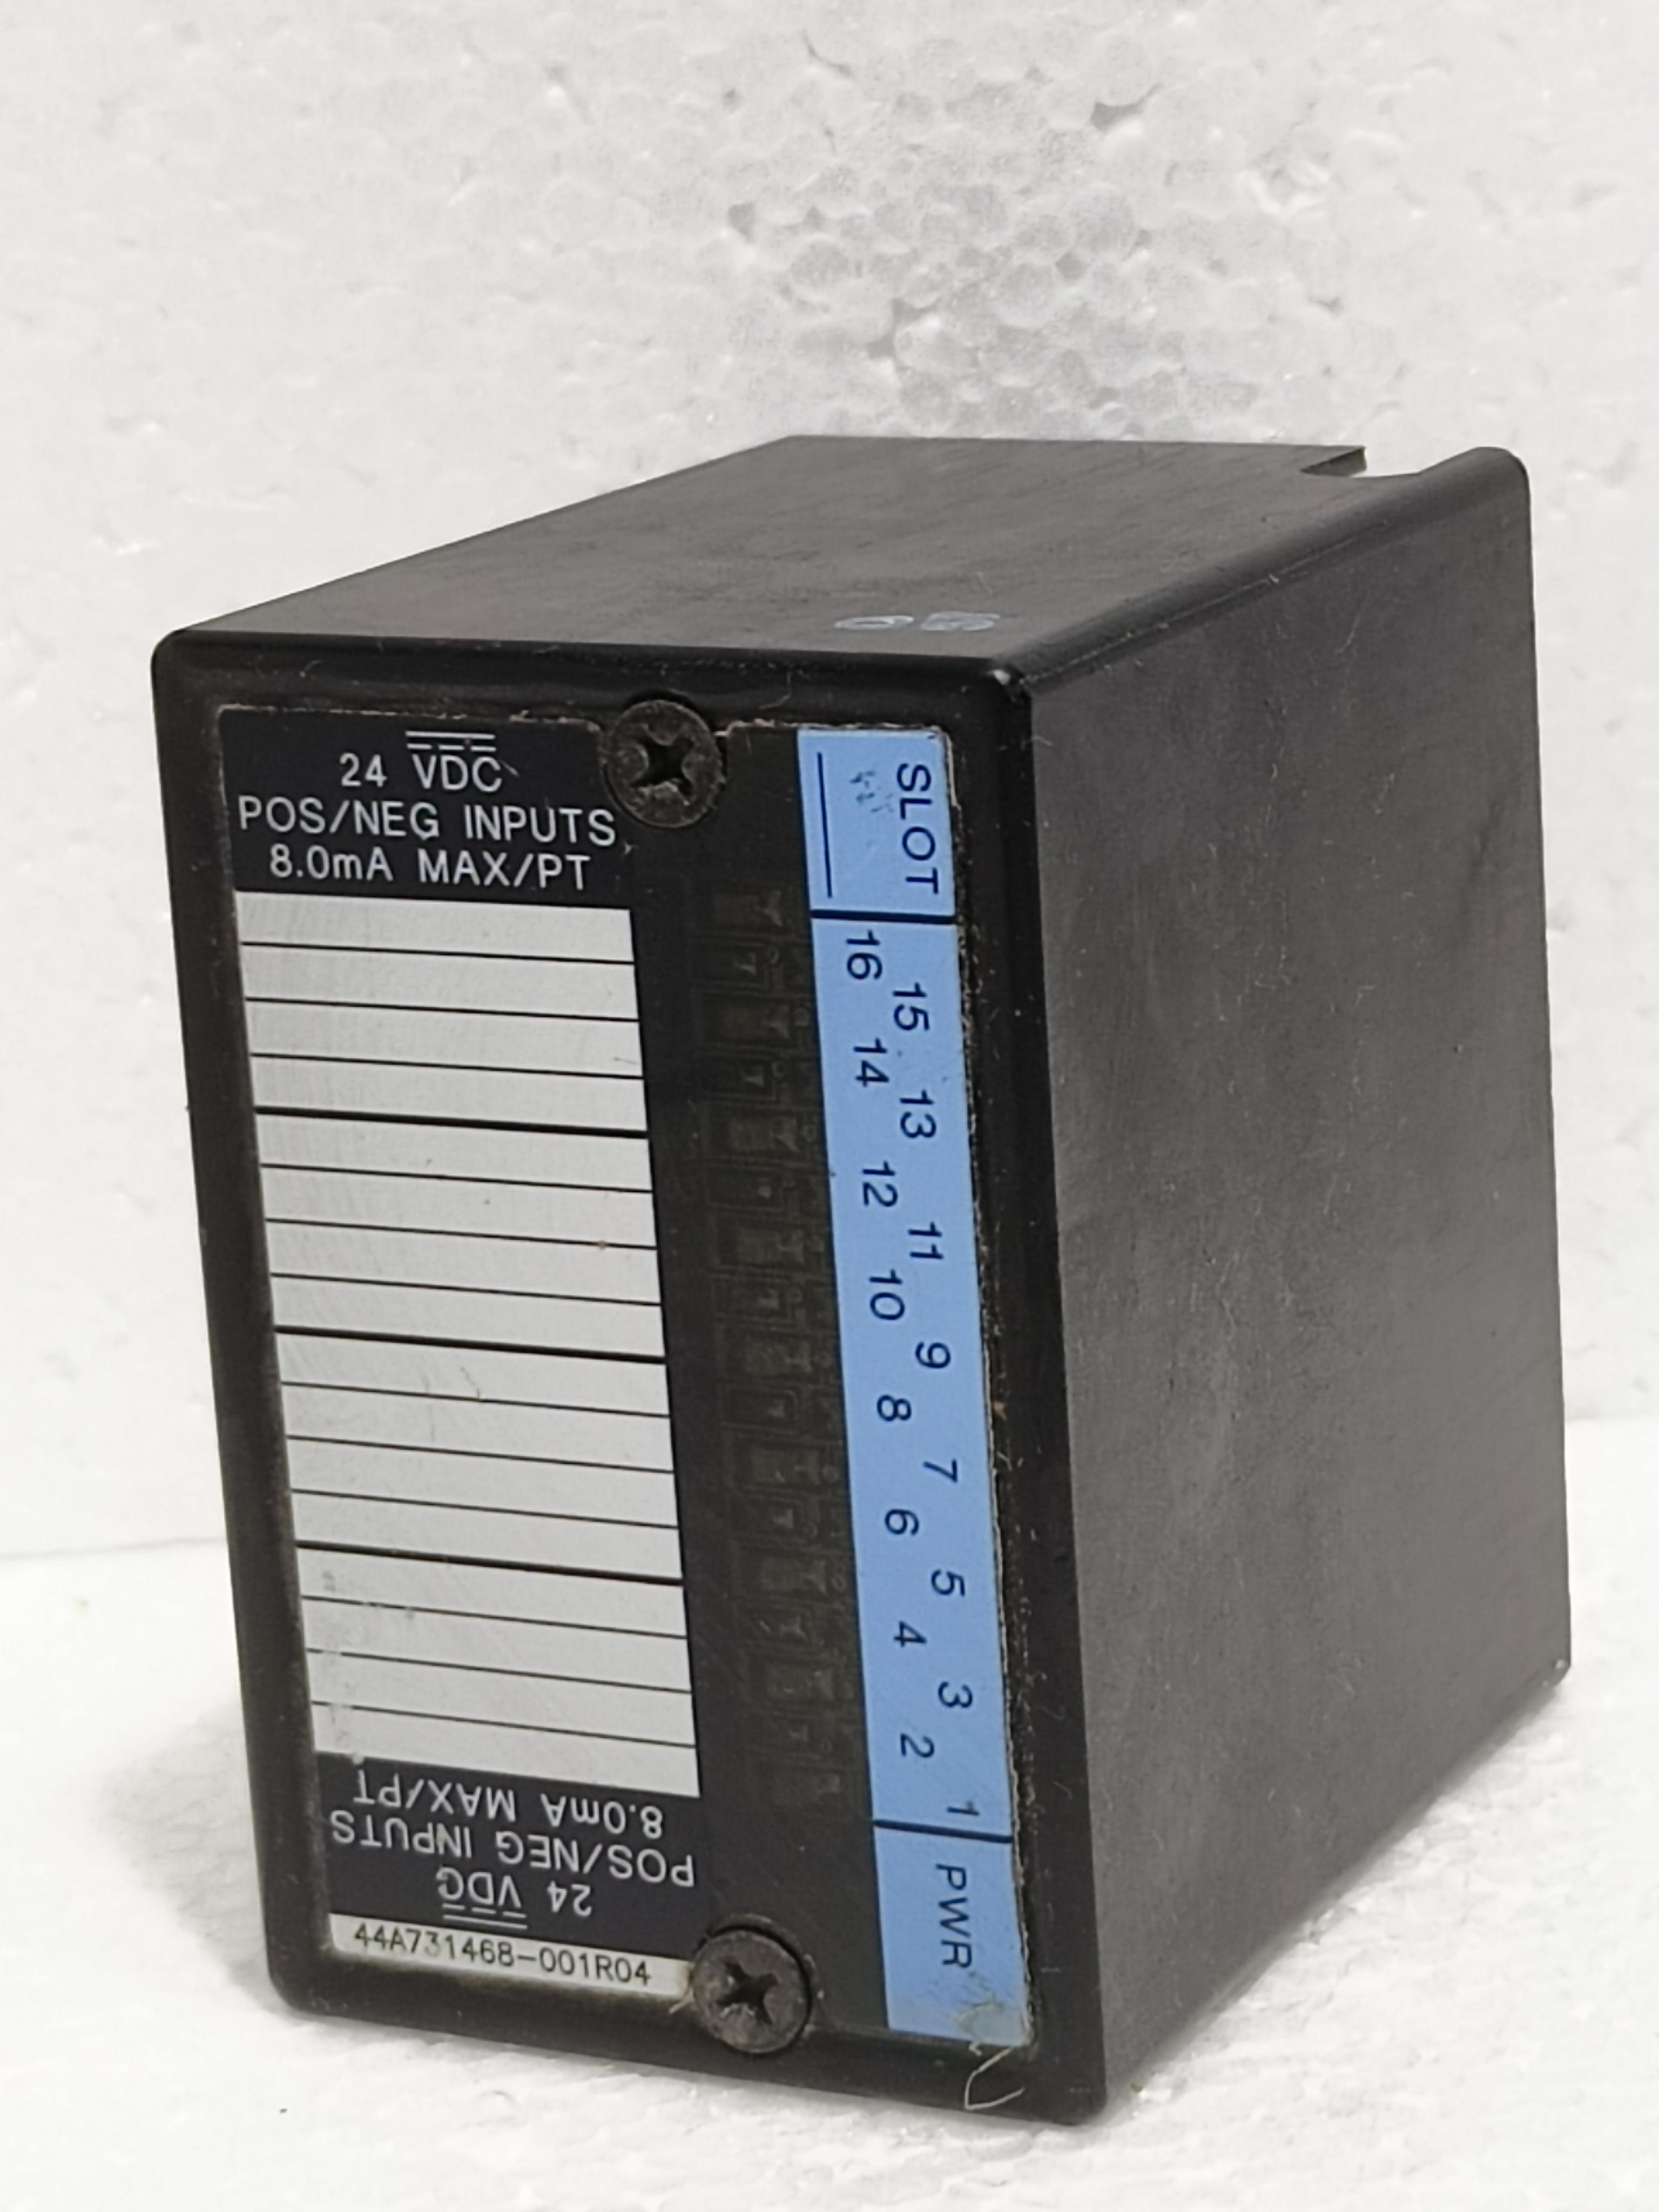 24 VDC
POS/NEG INPUTS
8.0mA MAX/PT
SLOT
16
15
14
13
12
11
10
9
8
7
6
5
4
3
2
1
PWR
24 VDC
POS/NEG INPUTS
8.0mA MAX/PT
44A731468-001R04